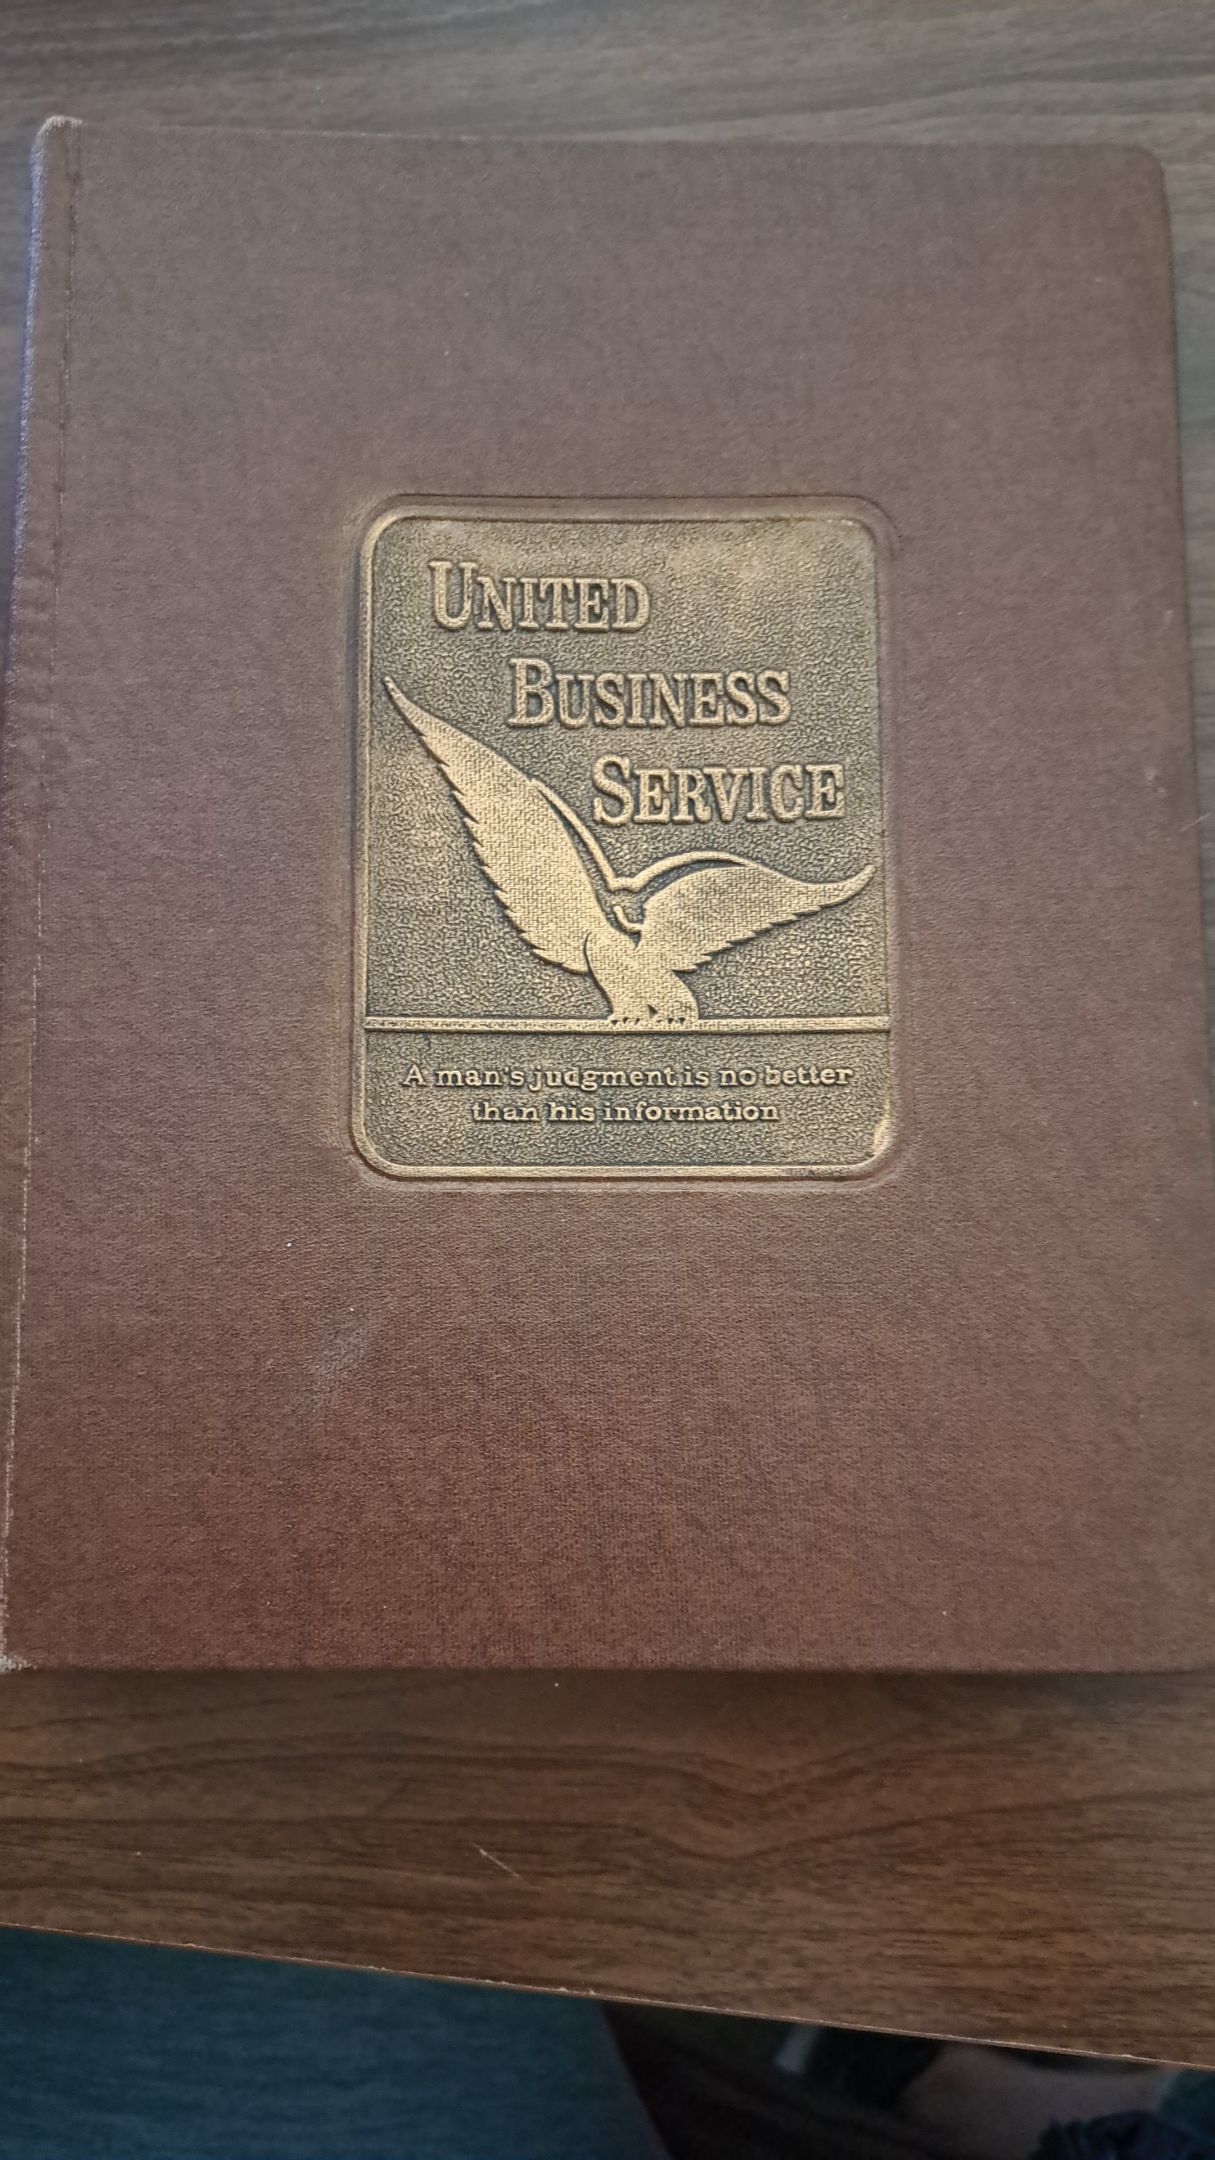 UNITED
BUSINESS
SERVICE
A man's judgment is no better
than his information